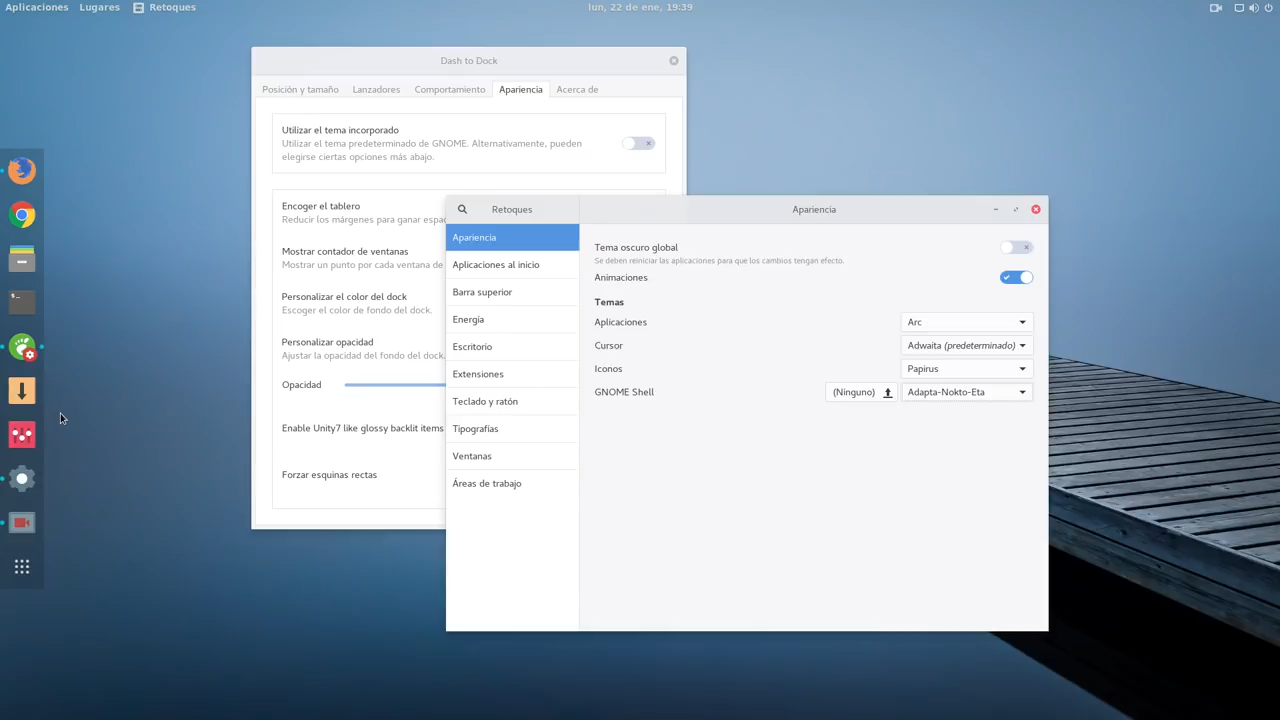 Aplicaciones Lugares Retoques lun, 22 de ene, 19:39
Dash to Dock
Posición y tamaño Lanzadores Comportamiento Apariencia Acerca de
Utilizar el tema incorporado
Utilizar el tema predeterminado de GNOME. Alternativamente, pueden
elegirse ciertas opciones más abajo.
Encoger el tablero
Reducir los márgenes para ganar
Mostrar contador de ventanas
Mostrar un punto por cada ventana de
Personalizar el color del dock
Escoger el color de fondo del dock.
Personalizar opacidad
Ajustar la opacidad del fondo del dock.
Opacidad
Enable Unity7 like glossy backlit items
Forzar esquinas rectas
Retoques
Apariencia
Apariencia
Aplicaciones al inicio
Barra superior
Energía
Escritorio
Extensiones
Teclado y ratón
Tipografías
Ventanas
Áreas de trabajo
Tema oscuro global
Se deben reiniciar las aplicaciones para que los cambios tengan efecto.
Animaciones
Temas
Aplicaciones Arc
Cursor Adwaita (predeterminado)
Iconos Papirus
GNOME Shell (Ninguno) Adapta-Nokto-Eta